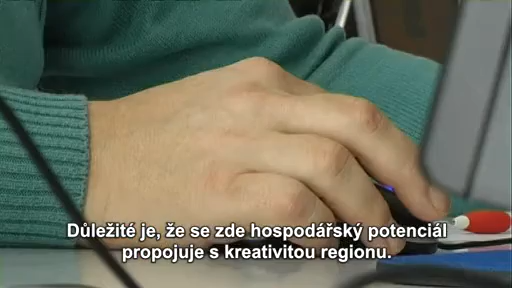 Důležité je, že se zde hospodářský potenciál
propojuje s kreativitou regionu.